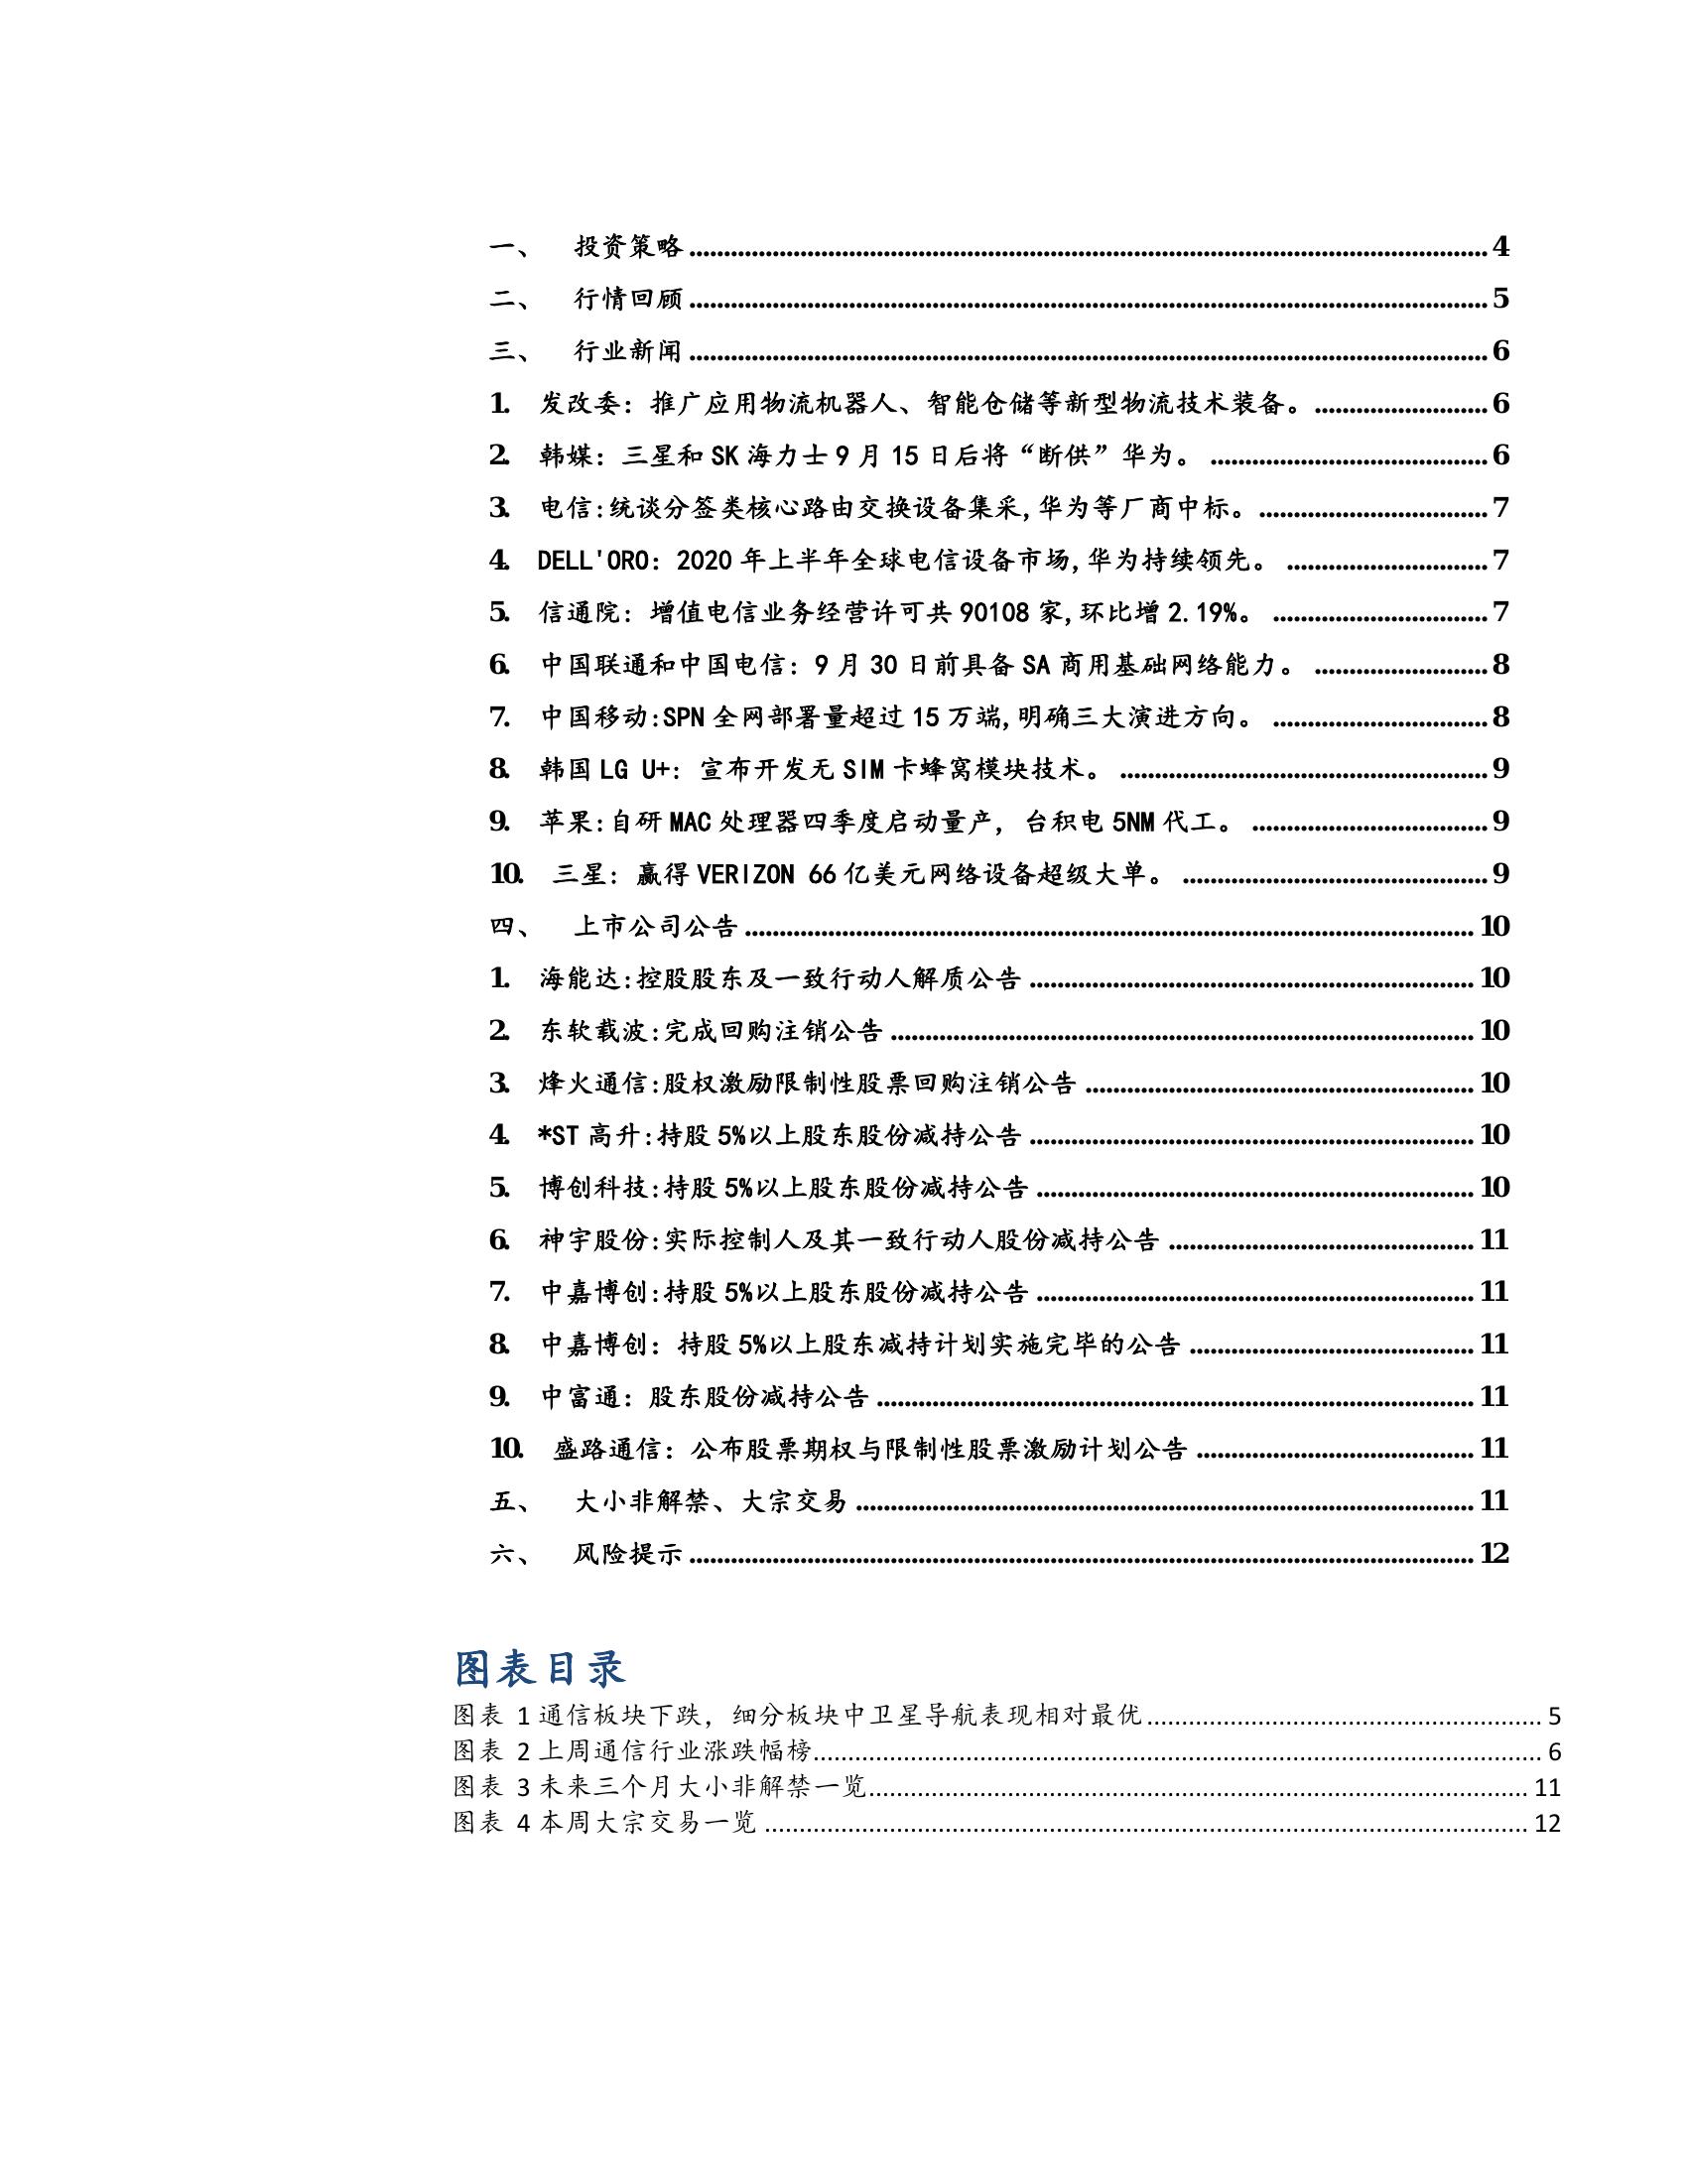 一、 投资策略 4
二、 行情回顾 5
三、 行业新闻 6
1. 发改委：推广应用物流机器人、智能仓储等新型物流技术装备。 6
2. 韩媒：三星和 SK 海力士 9 月 15 日后将“断供”华为。 6
3. 电信:统谈分签类核心路由交换设备集采,华为等厂商中标。 7
4. DELL'ORO：2020 年上半年全球电信设备市场,华为持续领先。 7
5. 信通院：增值电信业务经营许可共 90108 家,环比增 2.19%。 7
6. 中国联通和中国电信：9 月 30 日前具备 SA 商用基础网络能力。 8
7. 中国移动:SPN 全网部署量超过 15 万端,明确三大演进方向。 8
8. 韩国 LG U+：宣布开发无 SIM 卡蜂窝模块技术。 9
9. 苹果:自研 MAC 处理器四季度启动量产，台积电 5NM 代工。 9
10. 三星：赢得 VERIZON 66 亿美元网络设备超级大单。 9
四、 上市公司公告 10
1. 海能达:控股股东及一致行动人解质公告 10
2. 东软载波:完成回购注销公告 10
3. 烽火通信:股权激励限制性股票回购注销公告 10
4. *ST 高升:持股 5%以上股东股份减持公告 10
5. 博创科技:持股 5%以上股东股份减持公告 10
6. 神宇股份:实际控制人及其一致行动人股份减持公告 11
7. 中嘉博创:持股 5%以上股东股份减持公告 11
8. 中嘉博创：持股 5%以上股东减持计划实施完毕的公告 11
9. 中富通：股东股份减持公告 11
10. 盛路通信：公布股票期权与限制性股票激励计划公告 11
五、 大小非解禁、大宗交易 11
六、 风险提示 12
图表目录
图表 1 通信板块下跌，细分板块中卫星导航表现相对最优 5
图表 2 上周通信行业涨跌幅榜 6
图表 3 未来三个月大小非解禁一览 11
图表 4 本周大宗交易一览 12